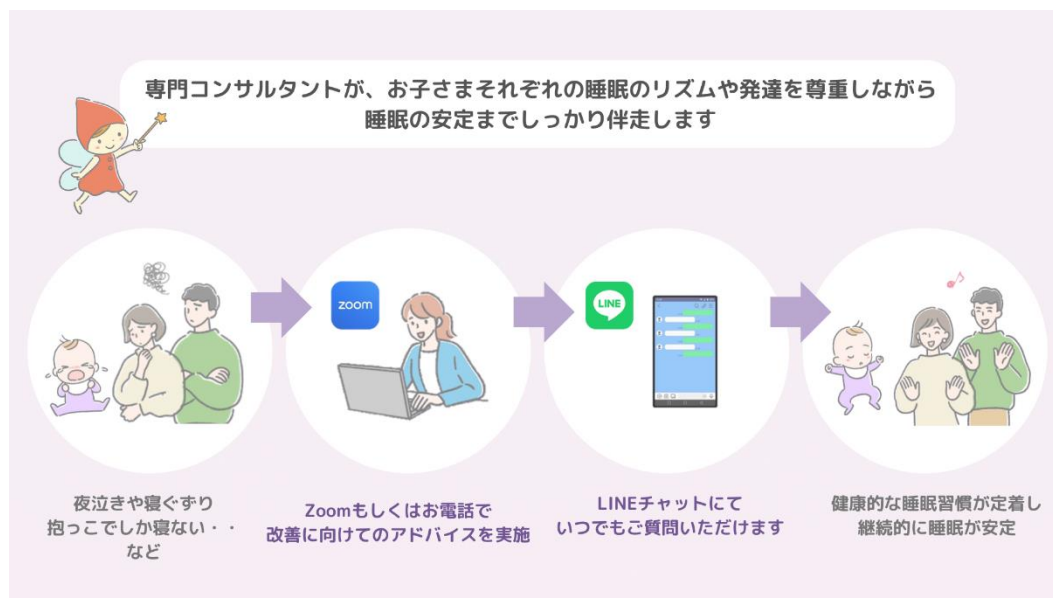 専門コンサルタントが、お子さまそれぞれの睡眠のリズムや発達を尊重しながら
睡眠の安定までしっかり伴走します
zoom
LINE
夜泣きや寝ぐずり
抱っこでしか寝ない・・
など
Zoomもしくはお電話で
改善に向けてのアドバイスを実施
LINEチャットにて
いつでもご質問いただけます
健康的な睡眠習慣が定着し
継続的に睡眠が安定